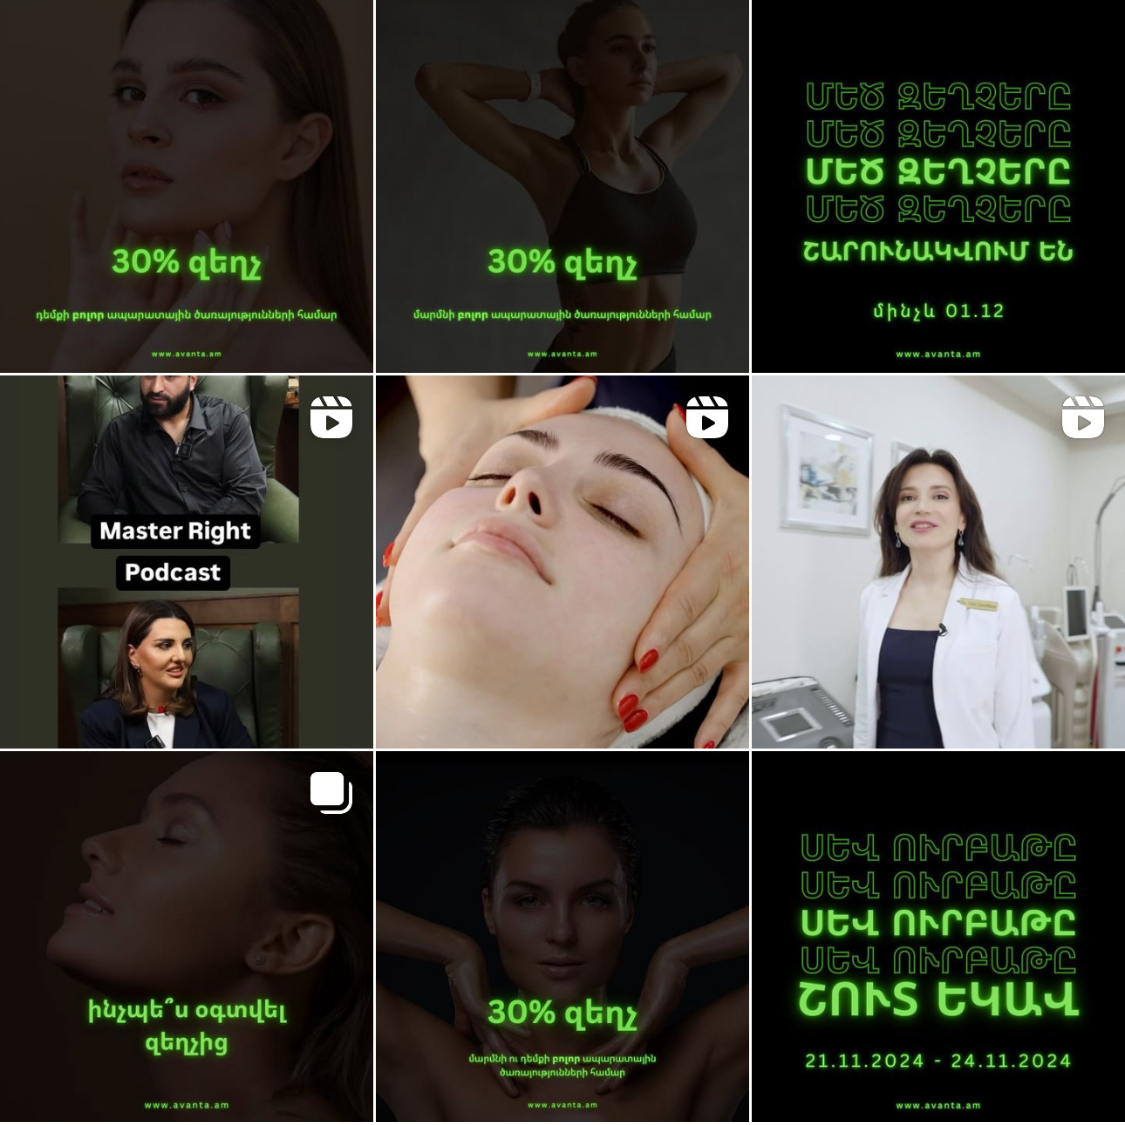 30% զեղչ
դեմքի բոլոր ապարատային ծառայությունների համար
www.avanta.am
30% զեղչ
մարմնի բոլոր ապարատային ծառայությունների համար
www.avanta.am
ՄԵԾ ԶԵՂՉԵՐԸ
ՄԵԾ ԶԵՂՉԵՐԸ
ՄԵԾ ԶԵՂՉԵՐԸ
ՄԵԾ ԶԵՂՉԵՐԸ
ՇԱՐՈՒՆԱԿՎՈՒՄ ԵՆ
մինչև 01.12
www.avanta.am
Master Right
Podcast
ինչպե՞ս օգտվել
զեղչից
www.avanta.am
30% զեղչ
մարմնի ու դեմքի բոլոր ապարատային
ծառայությունների համար
www.avanta.am
ՍԵՎ ՈՒՐԲԱԹԸ
ՍԵՎ ՈՒՐԲԱԹԸ
ՍԵՎ ՈՒՐԲԱԹԸ
ՍԵՎ ՈՒՐԲԱԹԸ
ՇՈՒՏ ԵԿԱՎ
21.11.2024 - 24.11.2024
www.avanta.am